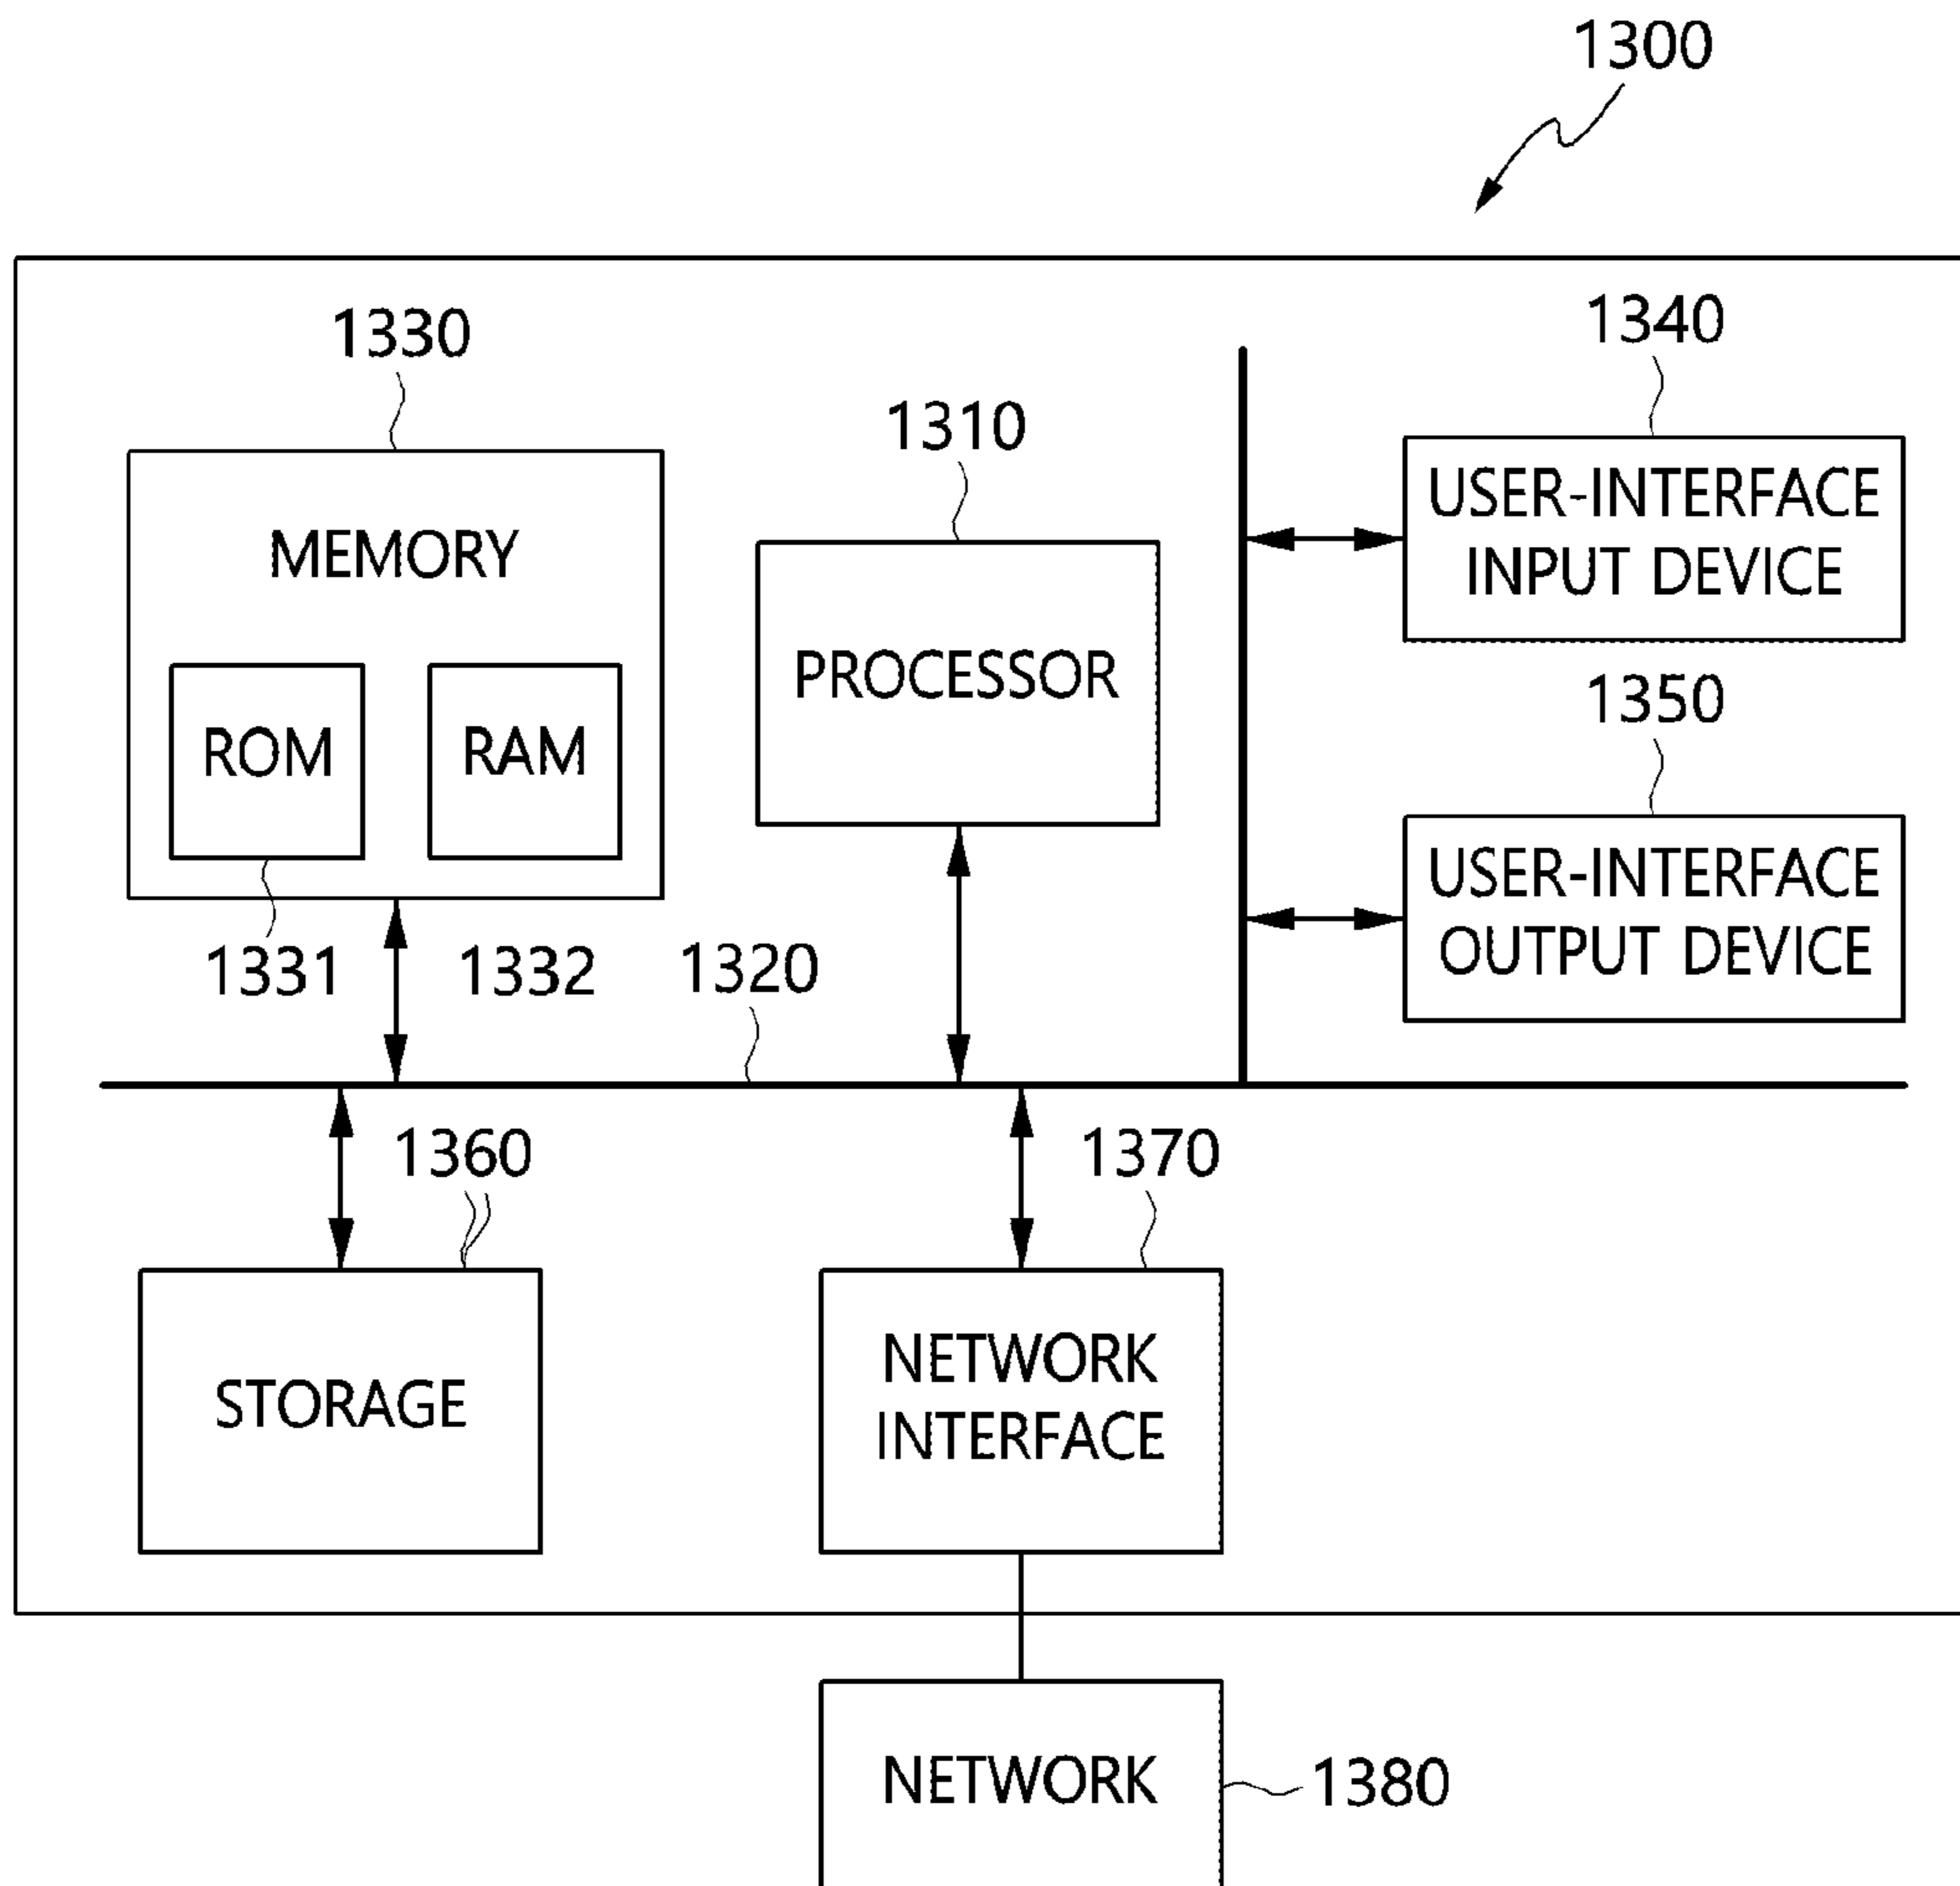 1300
1330
1340
1310
USER-INTERFACE
INPUT DEVICE
MEMORY
PROCESSOR
1350
ROM
RAM
USER-INTERFACE
OUTPUT DEVICE
1331
1332
1320
1360
1370
NETWORK
INTERFACE
STORAGE
NETWORK
1380